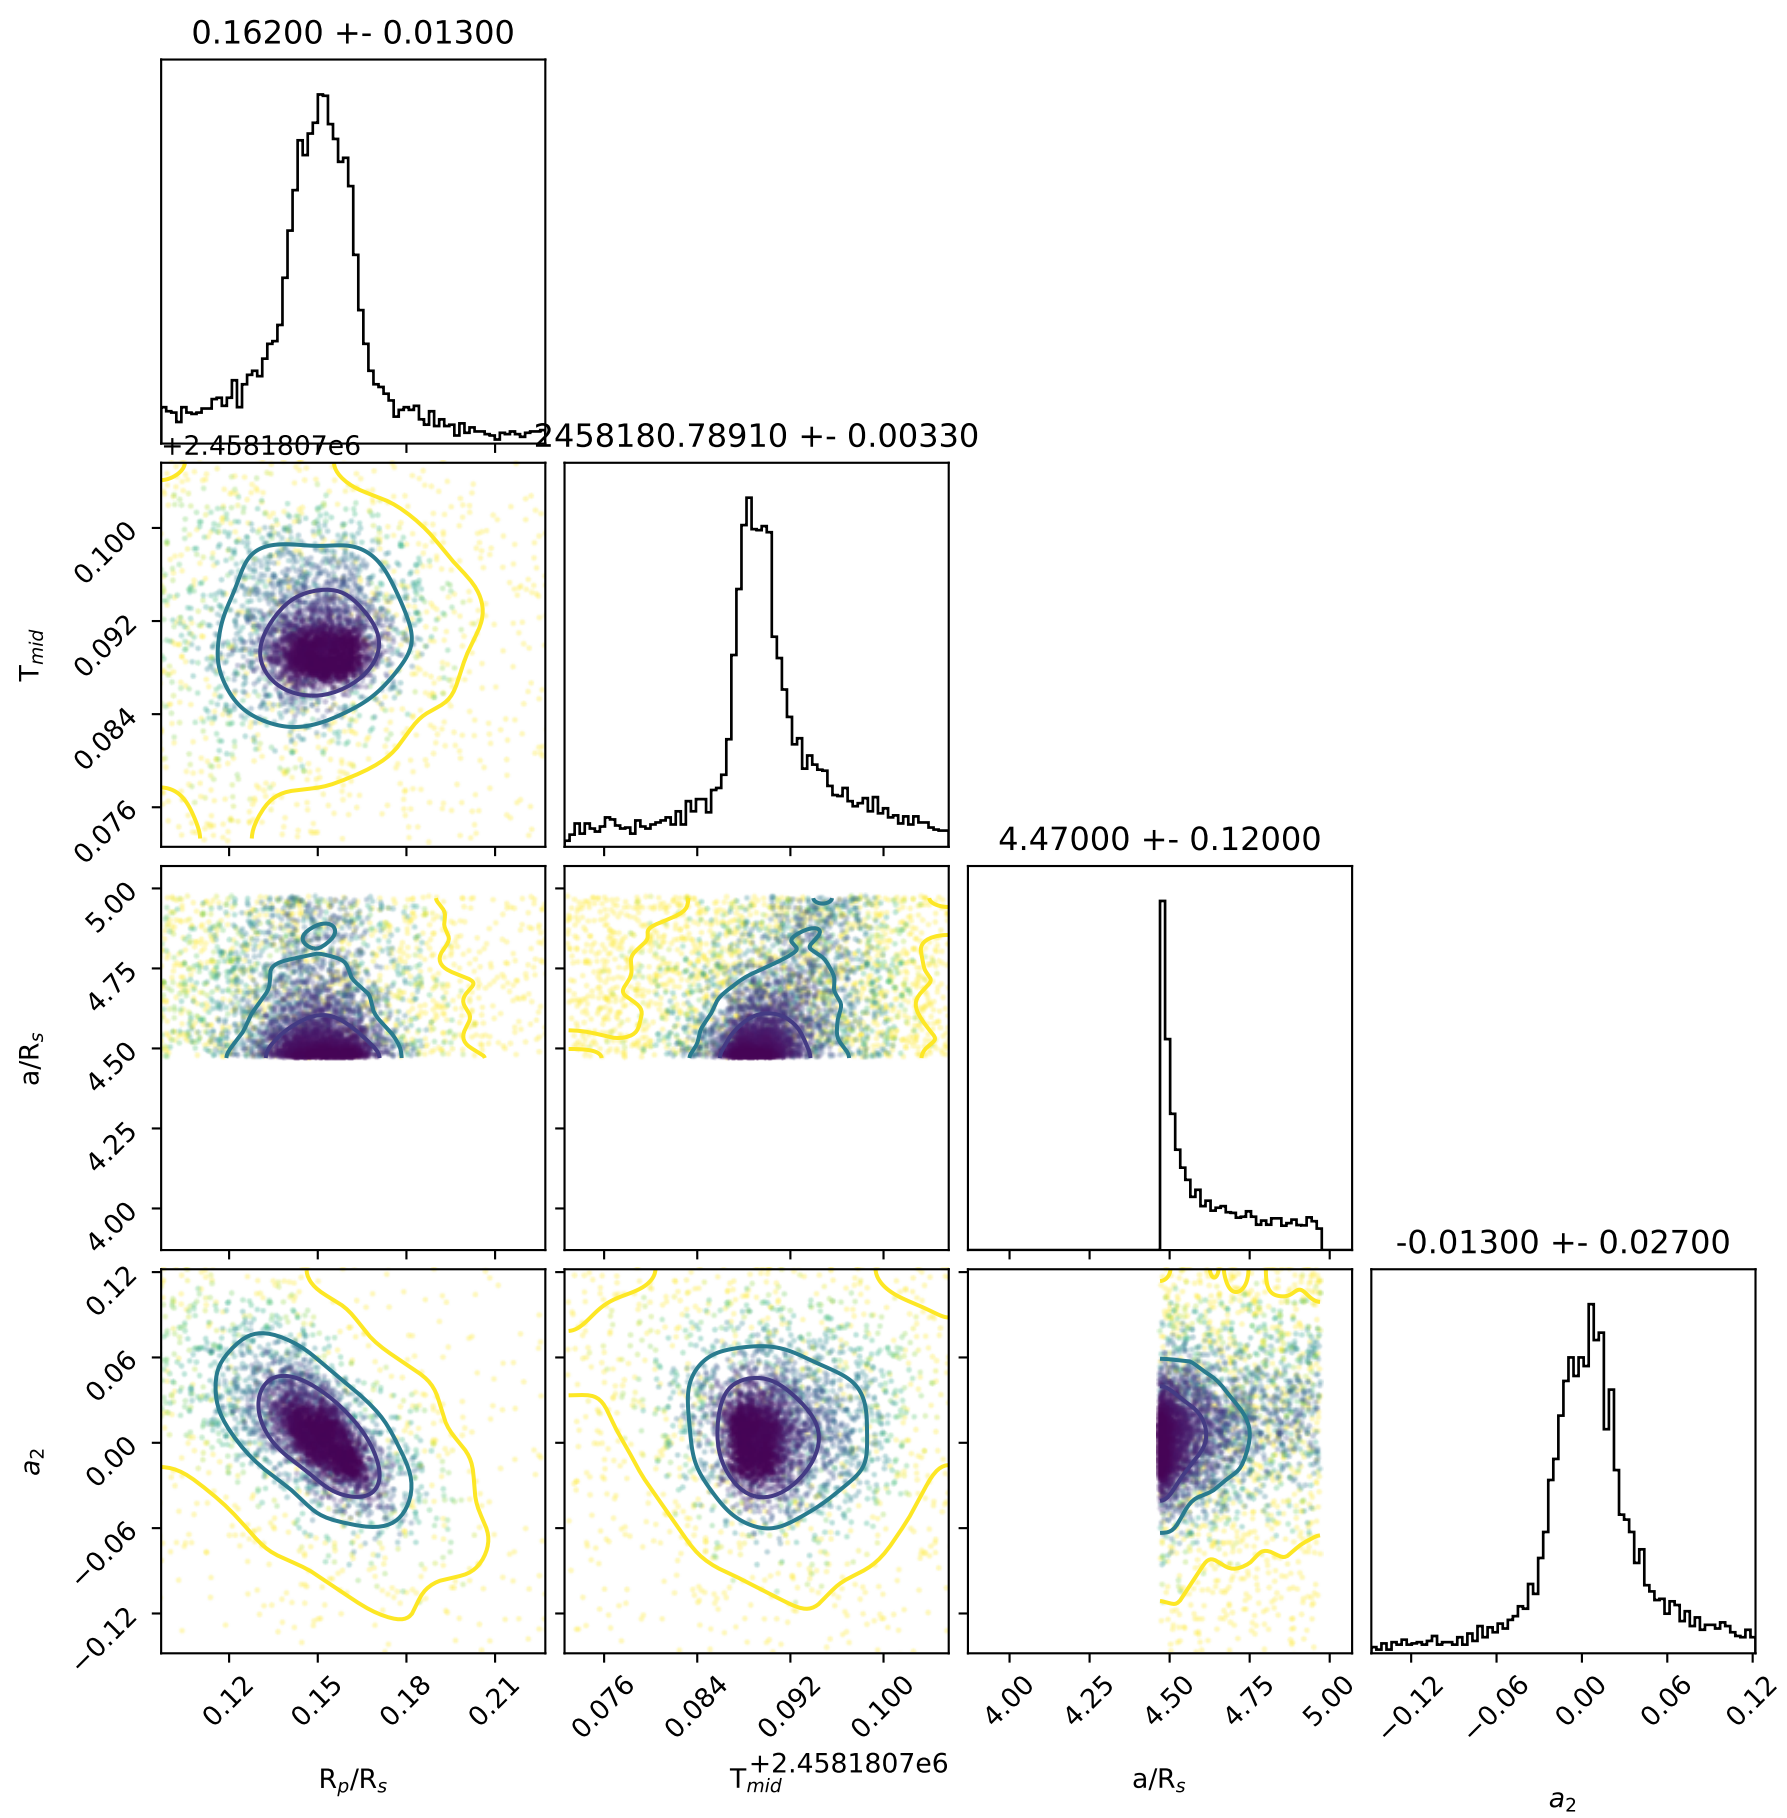 0.16200 +- 0.01300
+2.4581807e6
2458180.78910 +- 0.00330
0.100
0.092
0.084
0.076
T_mid
4.47000 +- 0.12000
5.00
4.75
4.50
4.25
4.00
a/R_s
-0.01300 +- 0.02700
0.12
0.06
0.00
−0.06
−0.12
a_2
0.12 0.15 0.18 0.21
0.076 0.084 0.092 0.100
4.00 4.25 4.50 4.75 5.00
−0.12 −0.06 0.00 0.06 0.12
+2.4581807e6
R_p/R_s
T_mid
a/R_s
a_2